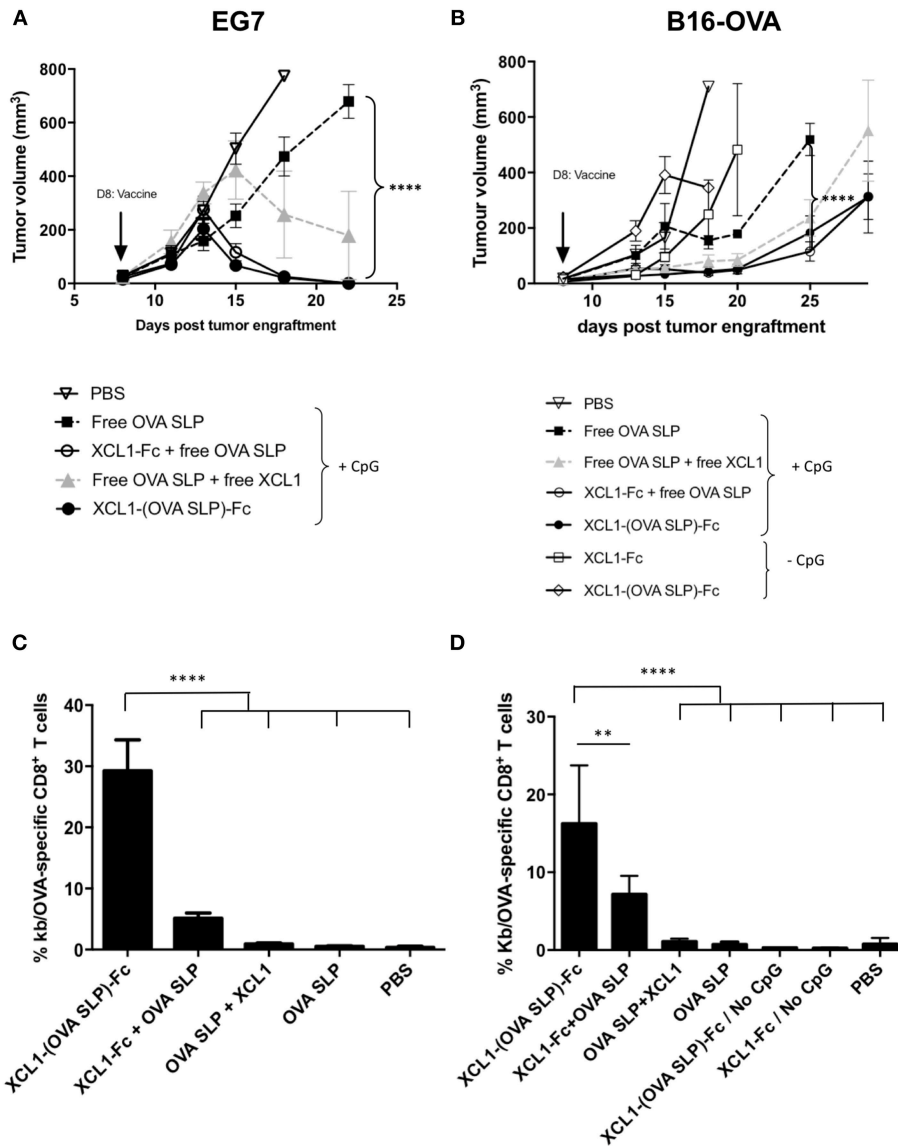 A
EG7
Tumor volume (mm3)
800
600
400
200
0
D8: Vaccine
****
5
10
15
20
25
Days post tumor engraftment
PBS
Free OVA SLP
XCL1-Fc + free OVA SLP
Free OVA SLP + free XCL1
XCL1-(OVA SLP)-Fc
+ CpG
B
B16-OVA
Tumour volume (mm3)
800
600
400
200
0
D8: Vaccine
****
10
15
20
25
days post tumor engraftment
PBS
Free OVA SLP
Free OVA SLP + free XCL1
XCL1-Fc + free OVA SLP
XCL1-(OVA SLP)-Fc
XCL1-Fc
XCL1-(OVA SLP)-Fc
+ CpG
- CpG
C
% kb/OVA-specific CD8+ T cells
40
30
20
10
0
****
XCL1-(OVA SLP)-Fc
XCL1-Fc + OVA SLP
OVA SLP + XCL1
OVA SLP
PBS
D
% Kb/OVA-specific CD8+ T cells
30
20
10
0
****
**
XCL1-(OVA SLP)-Fc
XCL1-Fc+OVA SLP
OVA SLP+XCL1
OVA SLP
XCL1-(OVA SLP)-Fc / No CpG
XCL1-Fc / No CpG
PBS